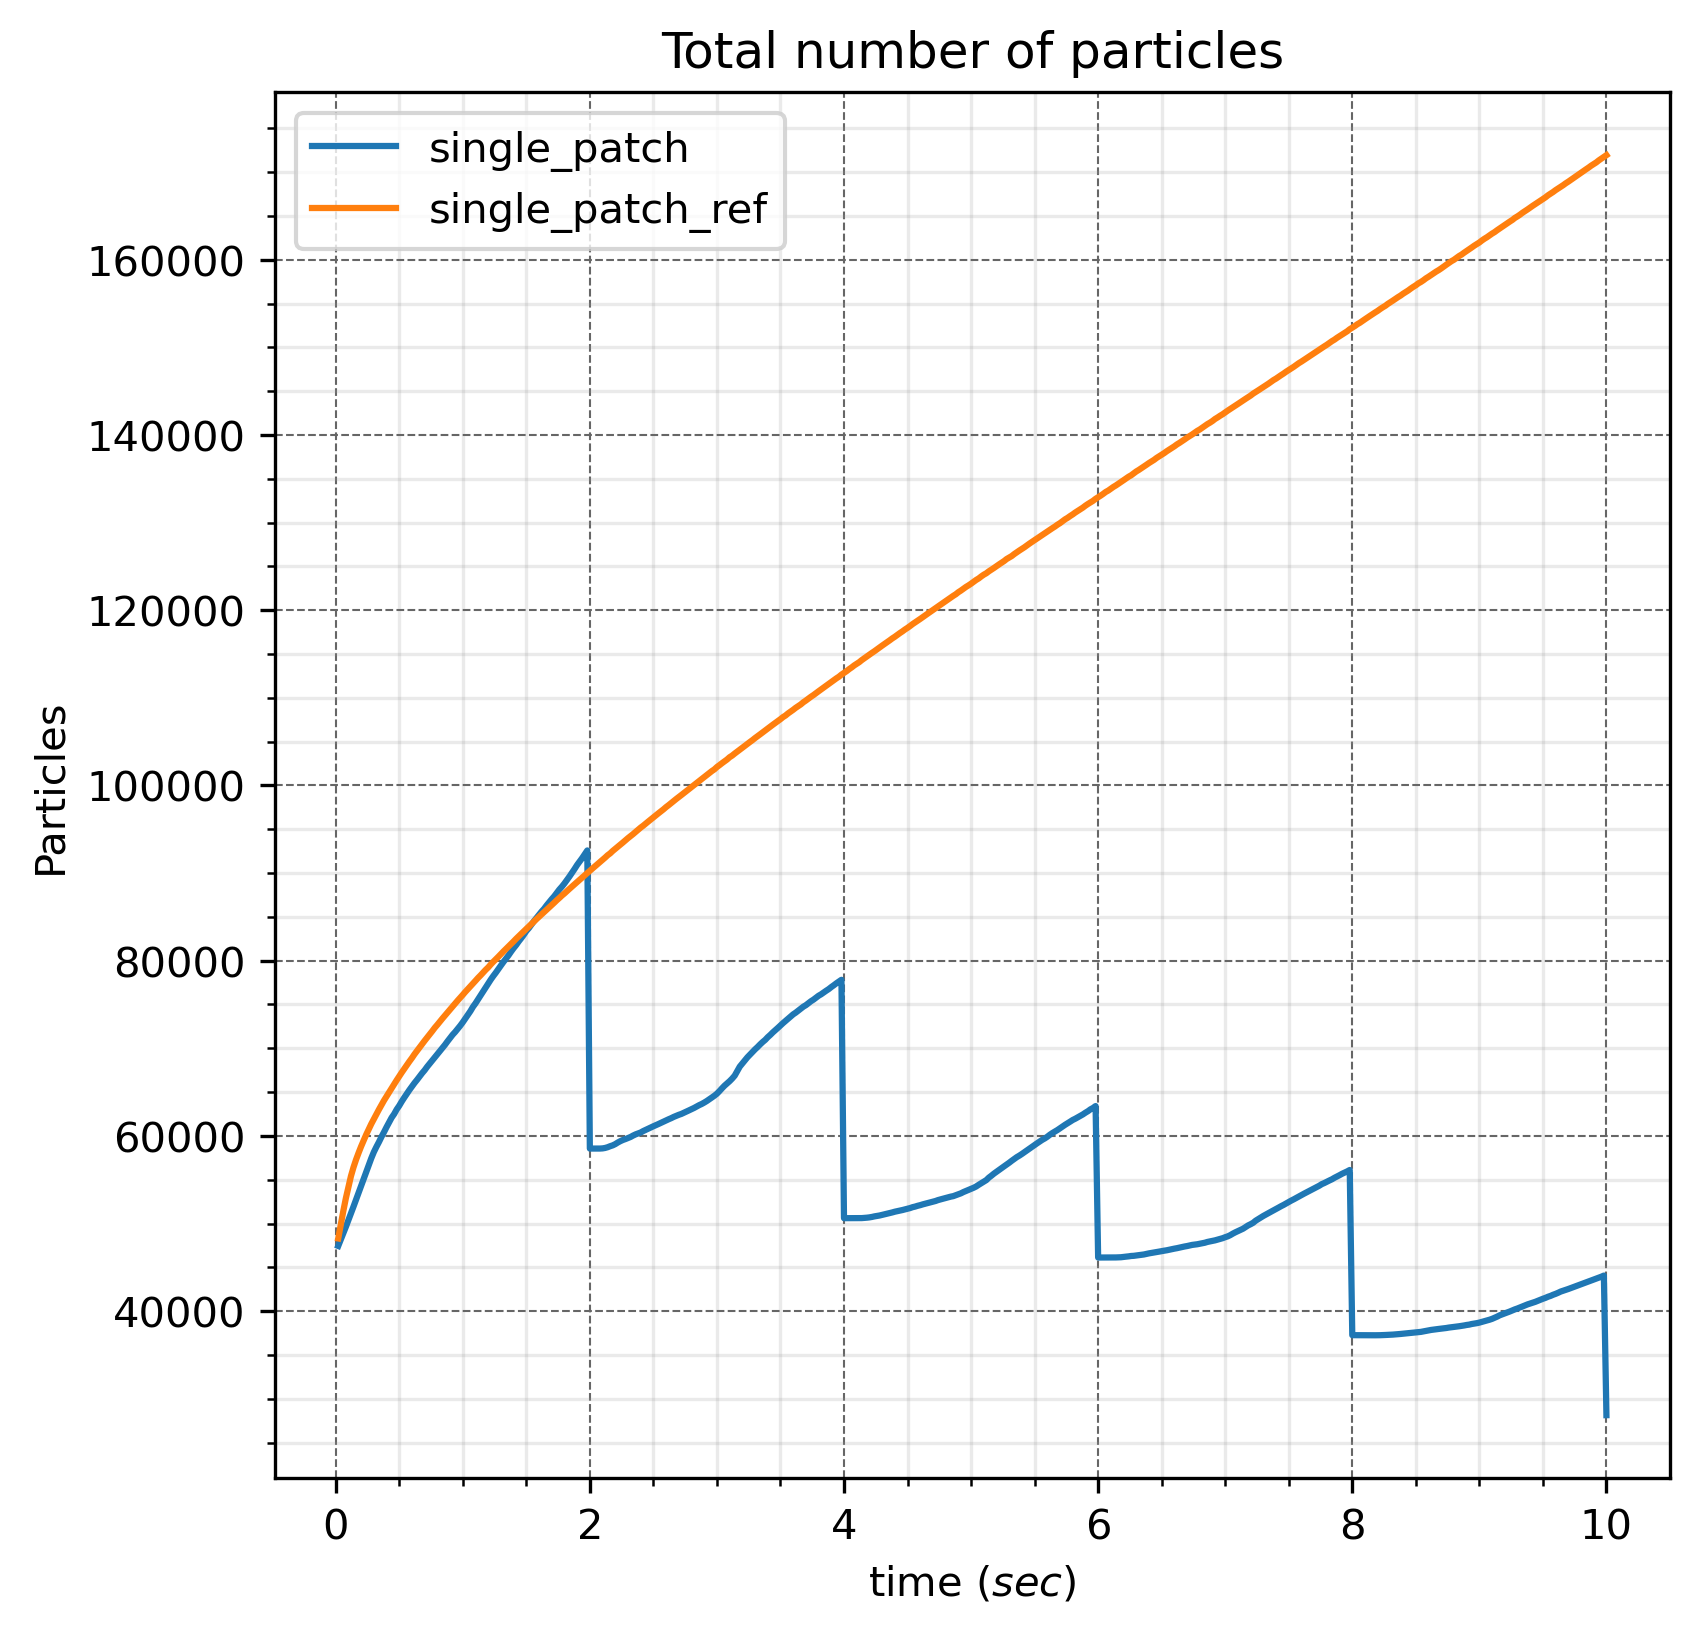 Total number of particles
single_patch
single_patch_ref
160000
140000
120000
100000
80000
60000
40000
Particles
0 2 4 6 8 10
time (sec)